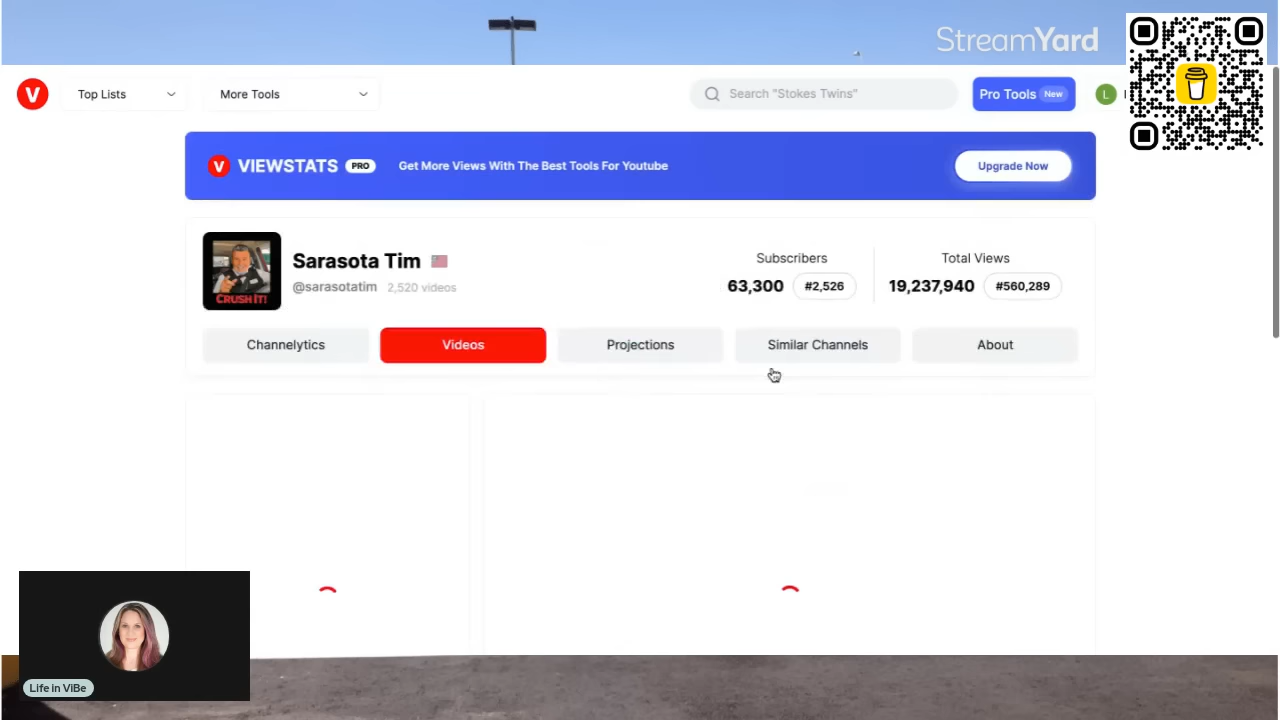 StreamYard
V
Top Lists
More Tools
Search "Stokes Twins"
Pro Tools New
L
V VIEWSTATS PRO
Get More Views With The Best Tools For Youtube
Upgrade Now
Sarasota Tim
@sarasotatim 2,520 videos
CRUSH IT!
Subscribers
63,300 #2,526
Total Views
19,237,940 #560,289
Channelytics
Videos
Projections
Similar Channels
About
Life in ViBe